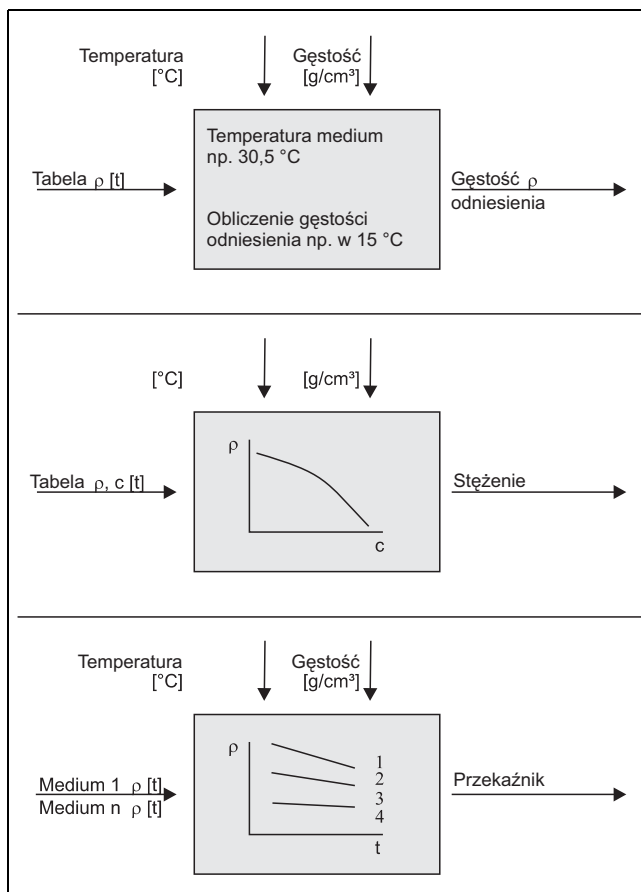 Temperatura
[°C]
Gęstość
[g/cm³]
Temperatura medium
np. 30,5 °C
Tabela ρ [t]
Obliczenie gęstości
odniesienia np. w 15 °C
Gęstość ρ
odniesienia
[°C]
[g/cm³]
Tabela ρ, c [t]
ρ
c
Stężenie
Temperatura
[°C]
Gęstość
[g/cm³]
Medium 1 ρ [t]
Medium n ρ [t]
ρ
1
2
3
4
t
Przekaźnik